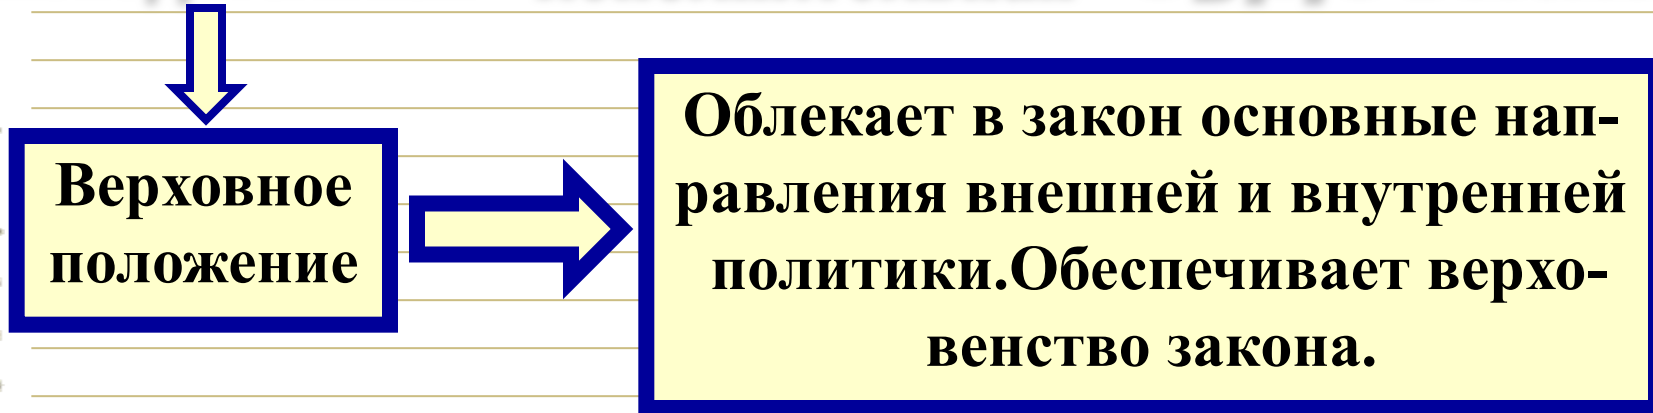 Верховное
положение
Облекает в закон основные нап-
равления внешней и внутренней
политики.Обеспечивает верхо-
венство закона.